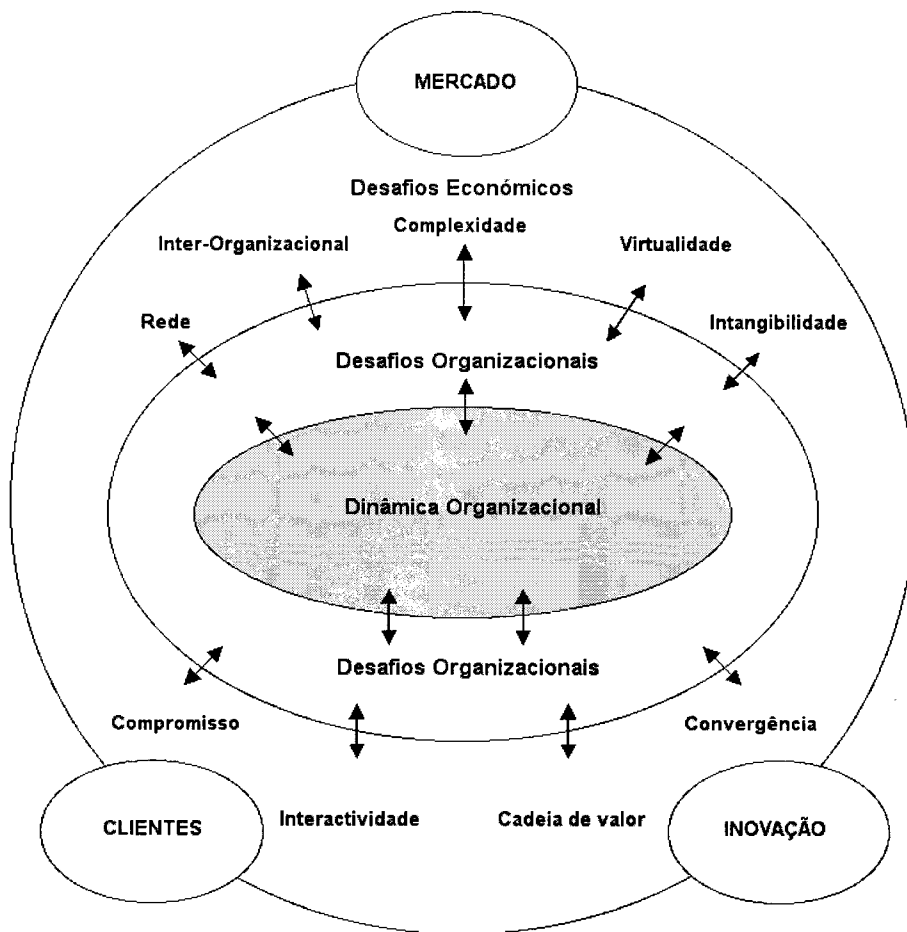 MERCADO
Desafios Económicos
Complexidade
Inter-Organizacional
Virtualidade
Rede
Intangibilidade
Desafios Organizacionais
Dinâmica Organizacional
Desafios Organizacionais
Compromisso
Convergência
Interactividade
Cadeia de valor
CLIENTES
INOVAÇÃO